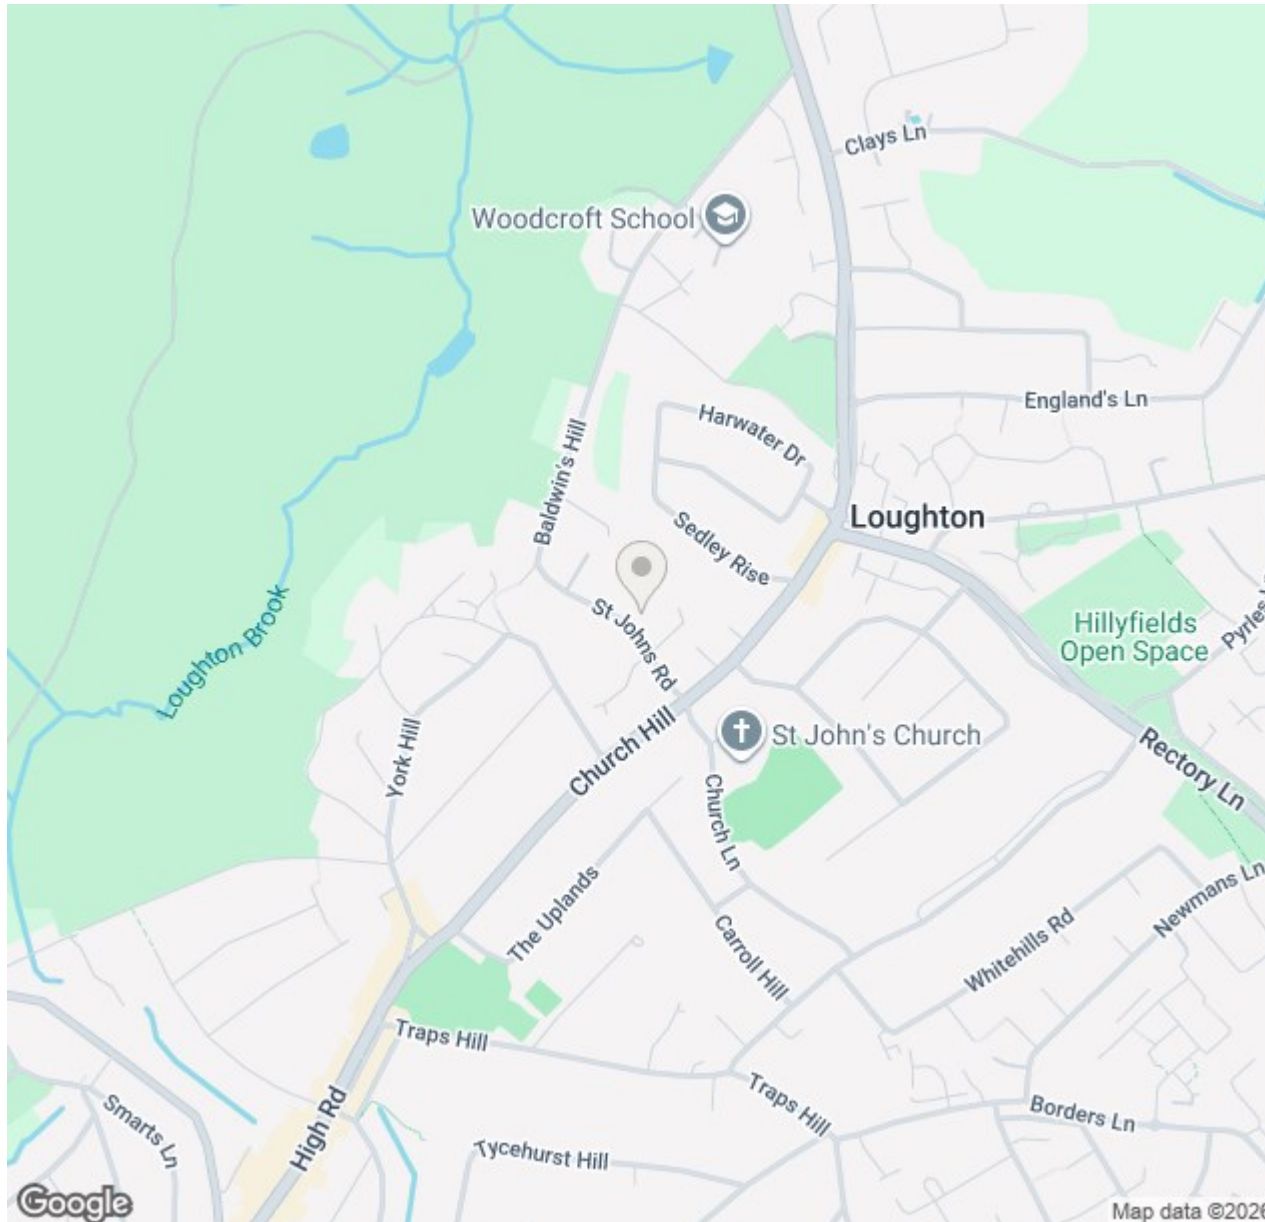 Clays Ln
Woodcroft School
England's Ln
Harwater Dr
Baldwin's Hill
Loughton
Sedley Rise
Loughton Brook
St Johns Rd
Hillyfields
Open Space
Pyrles
York Hill
Church Hill
St John's Church
Rectory Ln
Church Ln
The Uplands
Carroll Hill
Whitehills Rd
Newmans Ln
Traps Hill
Traps Hill
Smarts Ln
High Rd
Borders Ln
Tycehurst Hill
Google
Map data ©2026